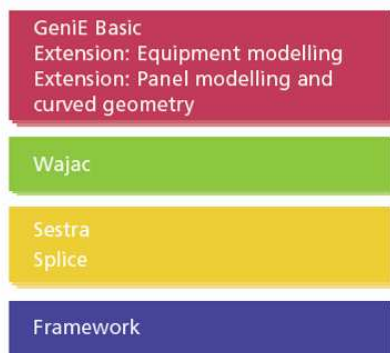 GeniE Basic
Extension: Equipment modelling
Extension: Panel modelling and
curved geometry
Wajac
Sestra
Splice
Framework